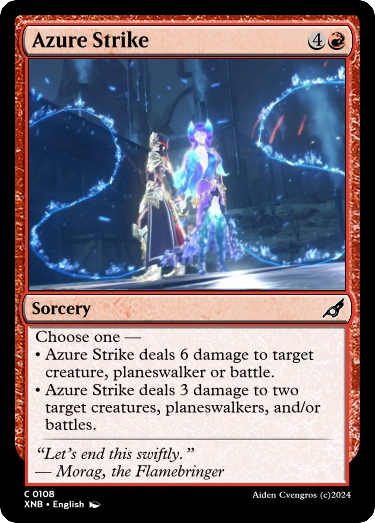 Azure Strike 4
Sorcery
Choose one —
• Azure Strike deals 6 damage to target
creature, planeswalker or battle.
• Azure Strike deals 3 damage to two
target creatures, planeswalkers, and/or
battles.
“Let’s end this swiftly.”
— Morag, the Flamebringer
C 0108
XNB • English
Aiden Cvengros (c)2024